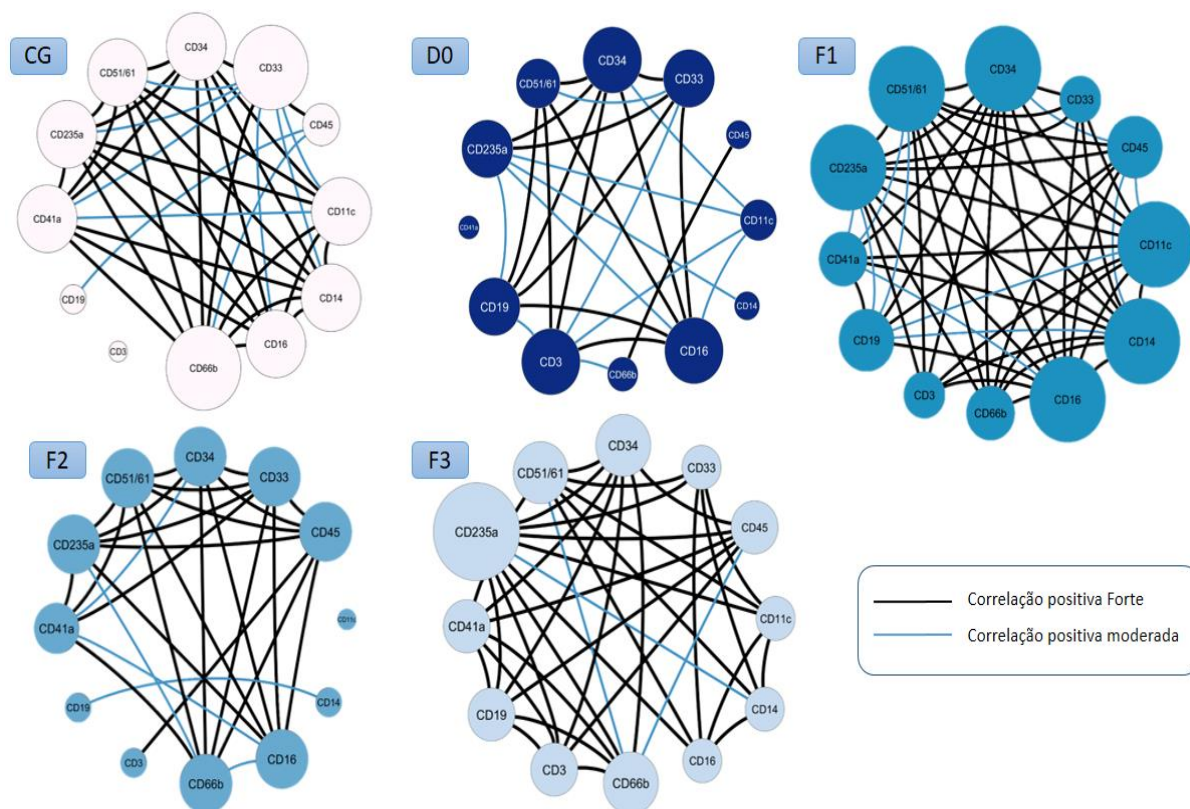 CG
CD34
CD33
CD51/61
CD45
CD235a
CD41a
CD11c
CD19
CD14
CD3
CD16
CD66b
D0
CD34
CD33
CD51/61
CD45
CD235a
CD41a
CD11c
CD19
CD14
CD3
CD16
CD66b
F1
CD34
CD33
CD51/61
CD45
CD235a
CD41a
CD11c
CD19
CD14
CD3
CD16
CD66b
F2
CD34
CD33
CD51/61
CD45
CD235a
CD41a
CD11c
CD19
CD14
CD3
CD16
CD66b
F3
CD34
CD33
CD51/61
CD45
CD235a
CD41a
CD11c
CD19
CD14
CD3
CD16
CD66b
Correlação positiva Forte
Correlação positiva moderada